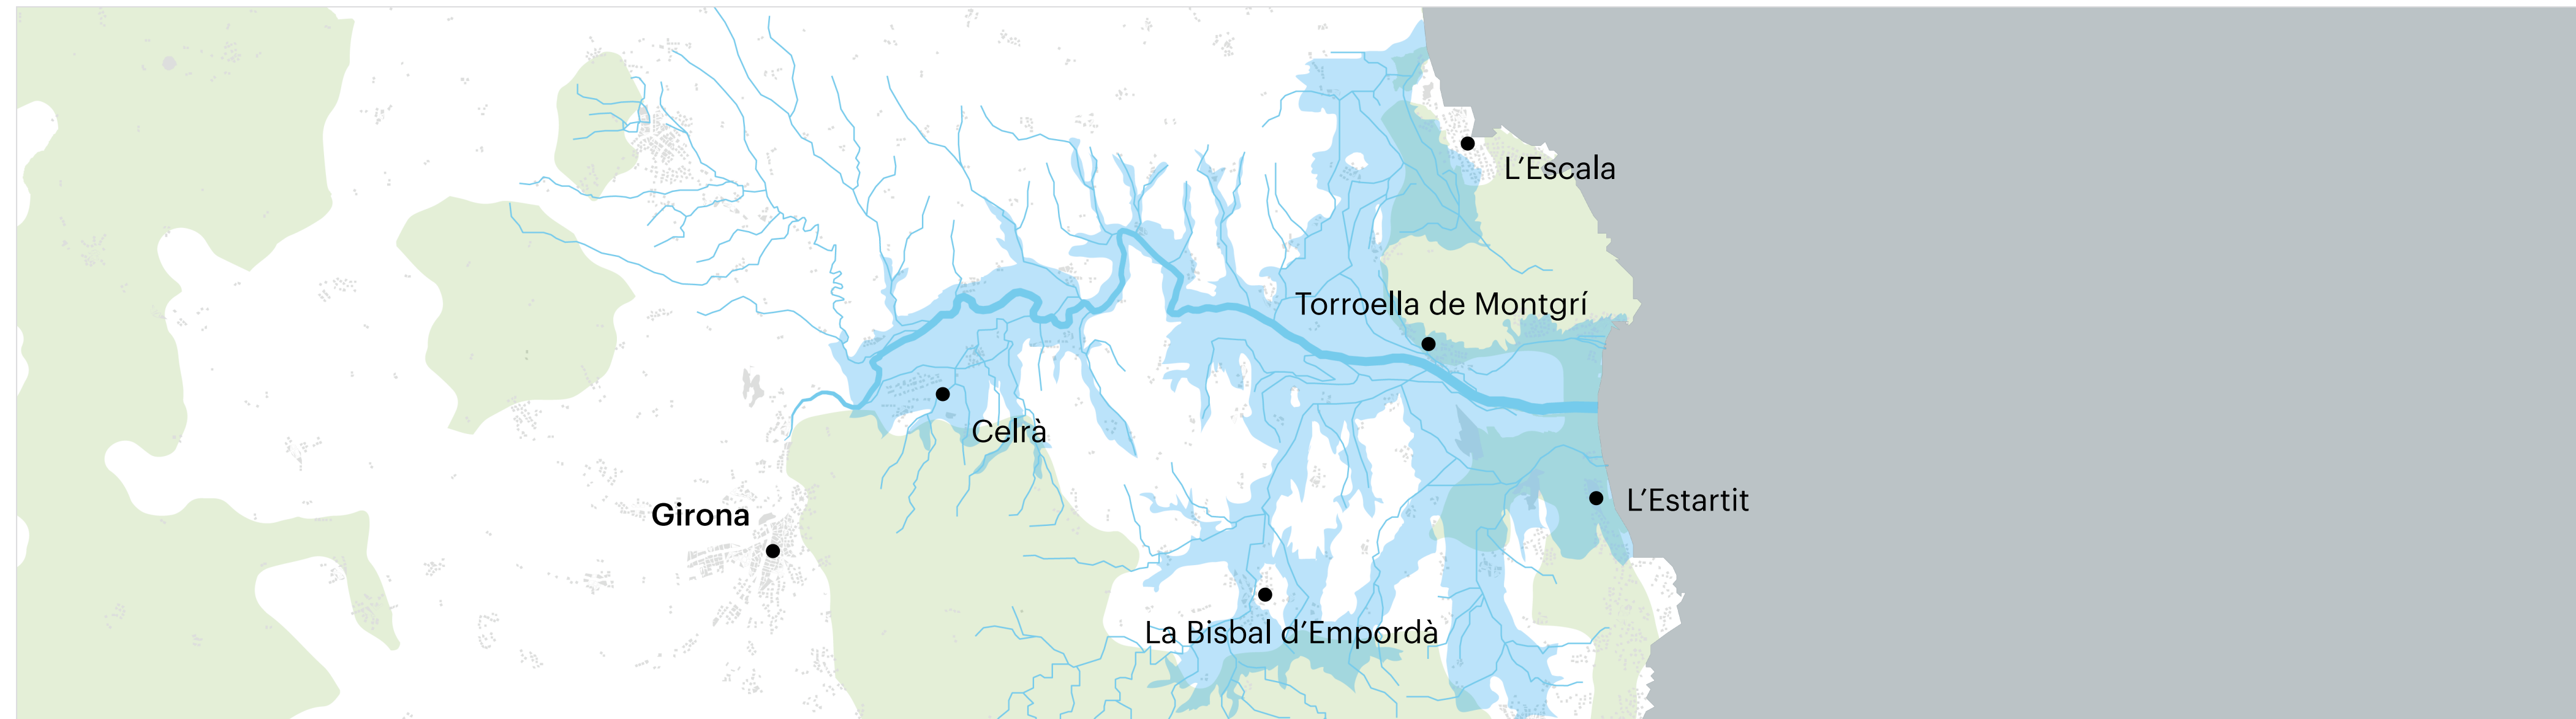 L’Escala
Torroella de Montgrí
Celrà
Girona
L’Estartit
La Bisbal d’Empordà